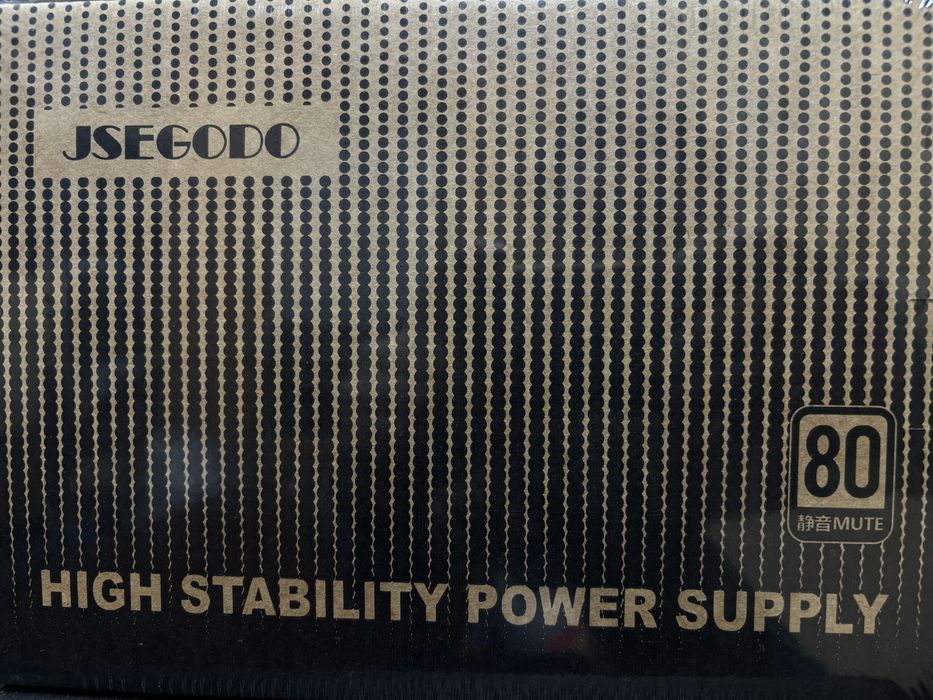 JSEGODO
80
静音MUTE
HIGH STABILITY POWER SUPPLY